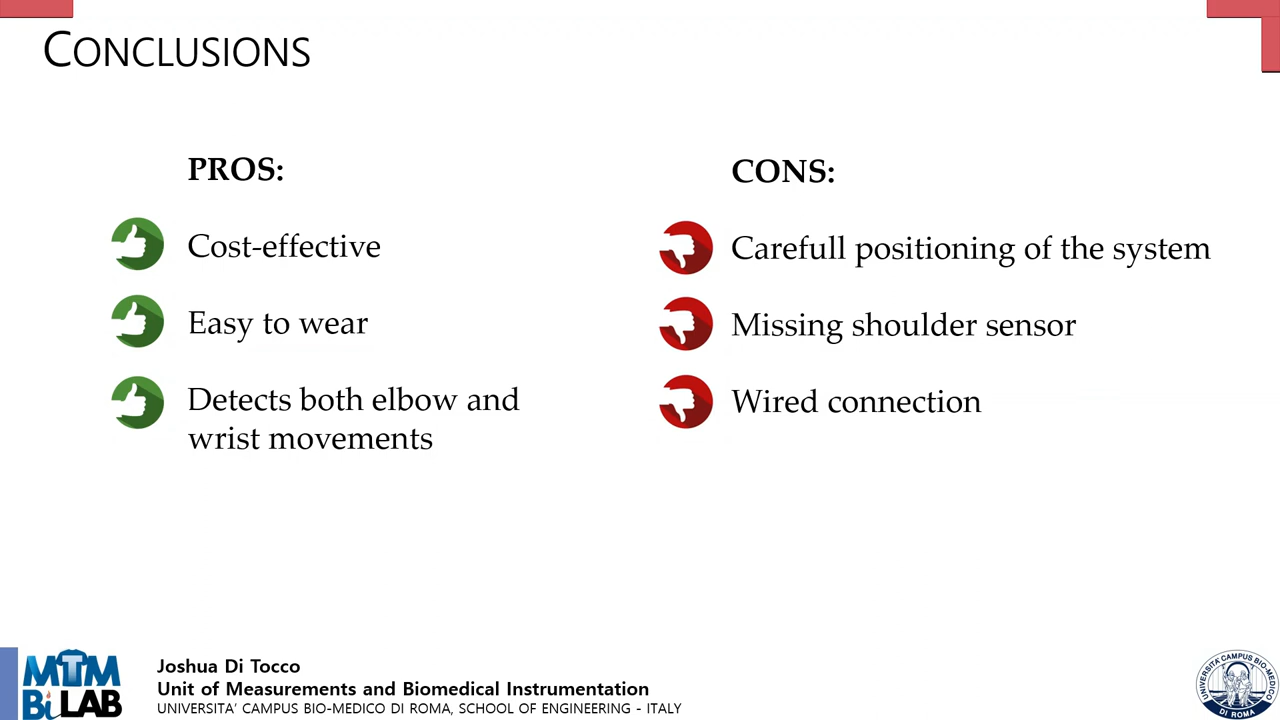 CONCLUSIONS
PROS:
Cost-effective
Easy to wear
Detects both elbow and
wrist movements
CONS:
Carefull positioning of the system
Missing shoulder sensor
Wired connection
MTM
Bi LAB
Joshua Di Tocco
Unit of Measurements and Biomedical Instrumentation
UNIVERSITA’ CAMPUS BIO-MEDICO DI ROMA, SCHOOL OF ENGINEERING - ITALY
UNIVERSITA' CAMPUS BIO-MEDICO
DI ROMA